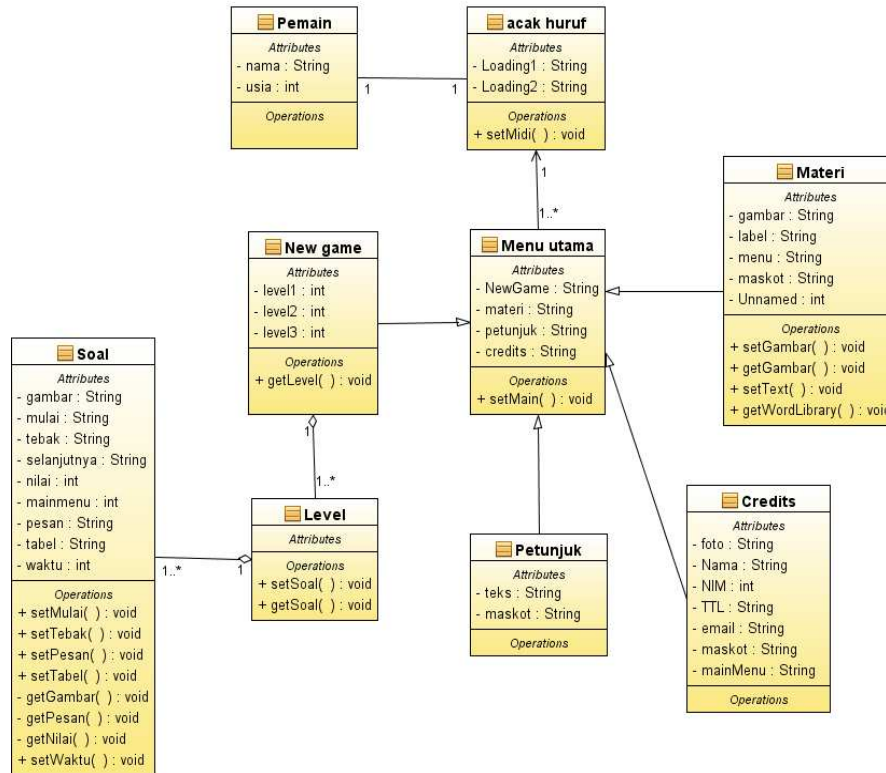 Pemain
Attributes
- nama : String
- usia : int
Operations
1
1
acak huruf
Attributes
- Loading1 : String
- Loading2 : String
Operations
+ setMidi( ) : void
1
1..*
Materi
Attributes
- gambar : String
- label : String
- menu : String
- maskot : String
- Unnamed : int
Operations
+ setGambar( ) : void
+ getGambar( ) : void
+ setText( ) : void
+ getWordLibrary( ) : void
New game
Attributes
- level1 : int
- level2 : int
- level3 : int
Operations
+ getLevel( ) : void
1
1..*
Menu utama
Attributes
- NewGame : String
- materi : String
- petunjuk : String
- credits : String
Operations
+ setMain( ) : void
Soal
Attributes
- gambar : String
- mulai : String
- tebak : String
- selanjutnya : String
- nilai : int
- mainmenu : int
- pesan : String
- tabel : String
- waktu : int
Operations
+ setMulai( ) : void
+ setTebak( ) : void
+ setPesan( ) : void
+ setTabel( ) : void
- getGambar( ) : void
- getPesan( ) : void
- getNilai( ) : void
+ setWaktu( ) : void
1..*
1
Level
Attributes
Operations
+ setSoal( ) : void
+ getSoal( ) : void
Petunjuk
Attributes
- teks : String
- maskot : String
Operations
Credits
Attributes
- foto : String
- Nama : String
- NIM : int
- TTL : String
- email : String
- maskot : String
- mainMenu : String
Operations